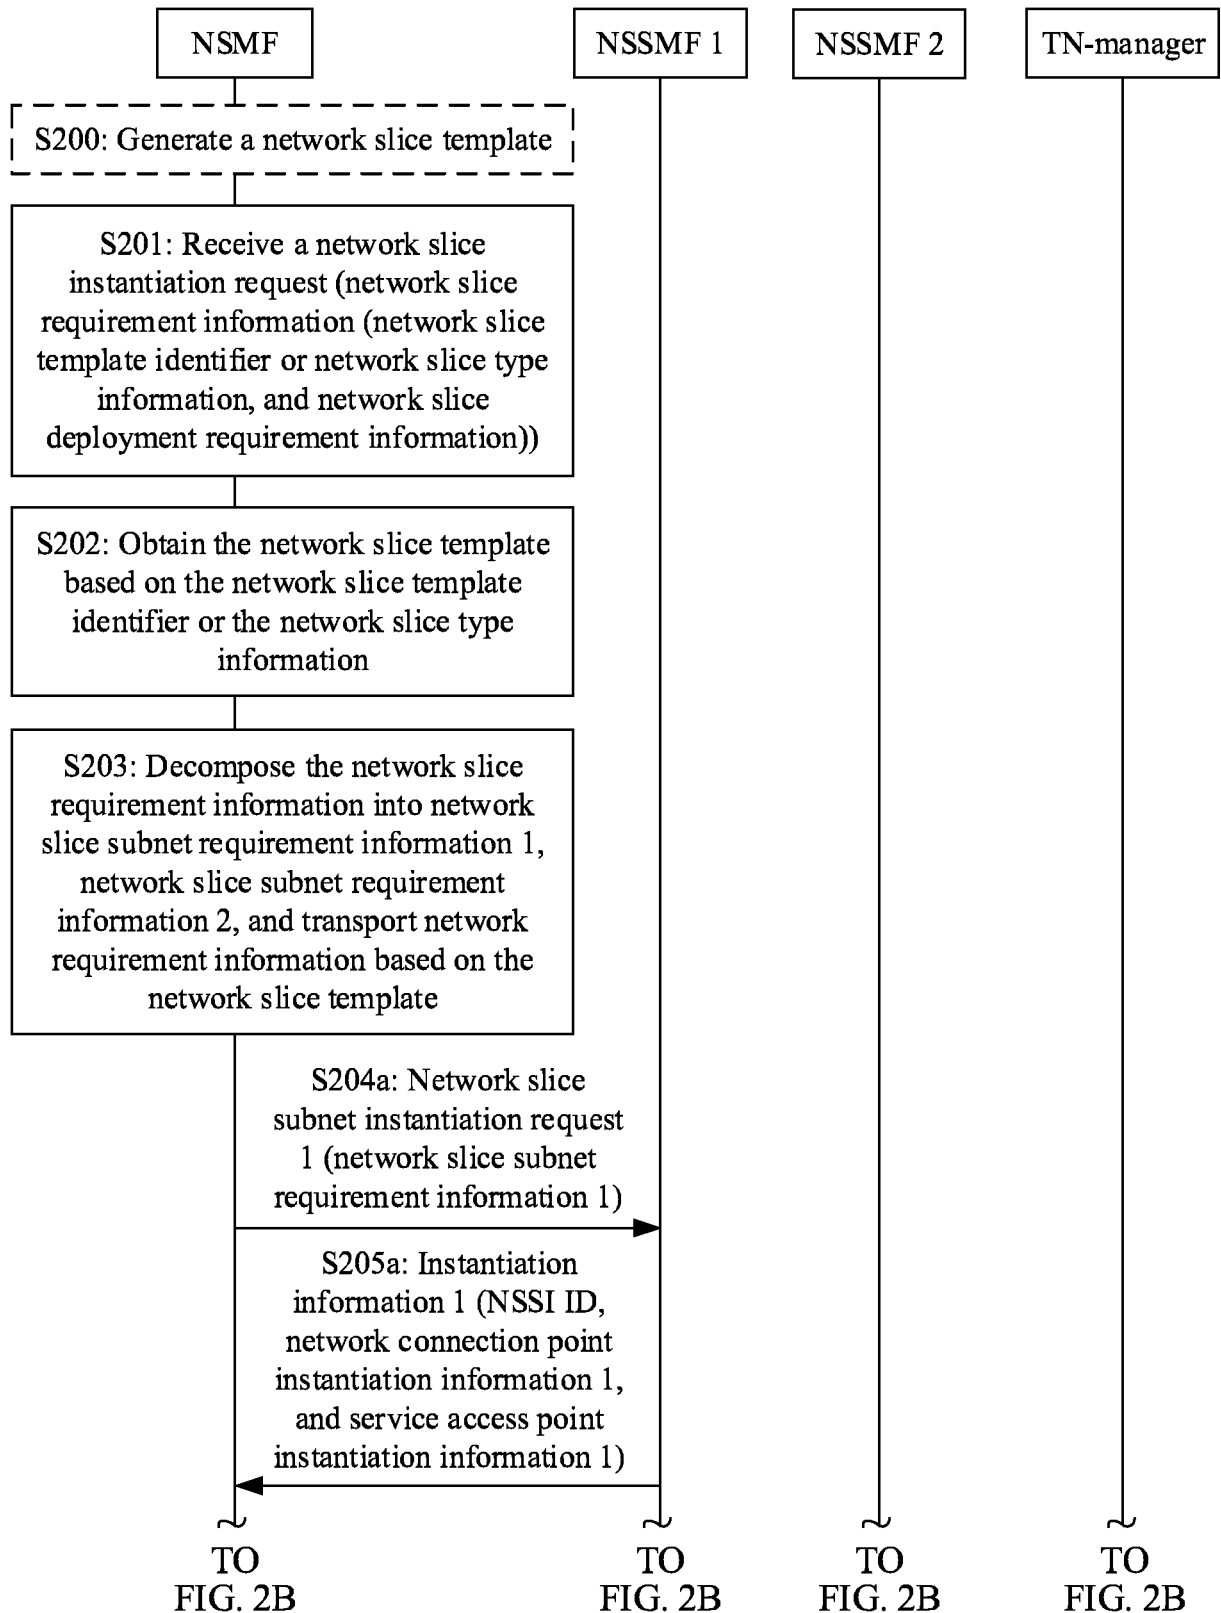 NSMF
NSSMF 1
NSSMF 2
TN-manager
S200: Generate a network slice template
S201: Receive a network slice
instantiation request (network slice
requirement information (network slice
template identifier or network slice type
information, and network slice
deployment requirement information))
S202: Obtain the network slice template
based on the network slice template
identifier or the network slice type
information
S203: Decompose the network slice
requirement information into network
slice subnet requirement information 1,
network slice subnet requirement
information 2, and transport network
requirement information based on the
network slice template
S204a: Network slice
subnet instantiation request
1 (network slice subnet
requirement information 1)
S205a: Instantiation
information 1 (NSSI ID,
network connection point
instantiation information 1,
and service access point
instantiation information 1)
TO
FIG. 2B
TO
FIG. 2B
TO
FIG. 2B
TO
FIG. 2B